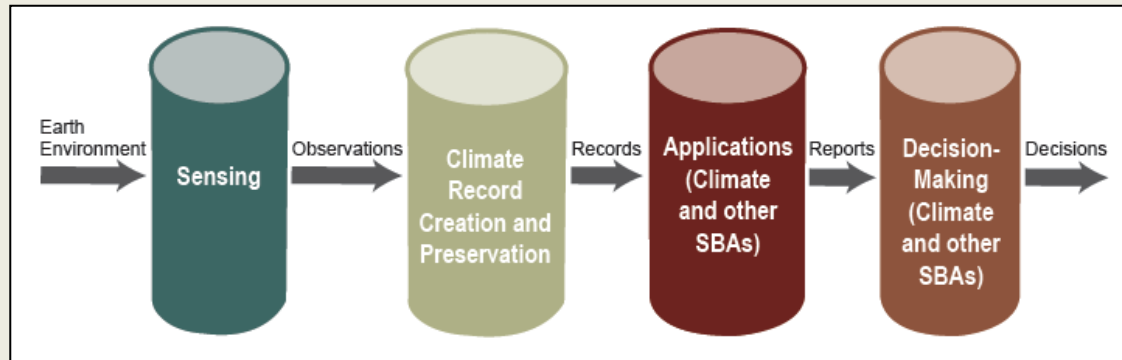 Earth
Environment
Sensing
Observations
Climate
Record
Creation and
Preservation
Records
Applications
(Climate
and other
SBAs)
Reports
Decision-
Making
(Climate
and other
SBAs)
Decisions